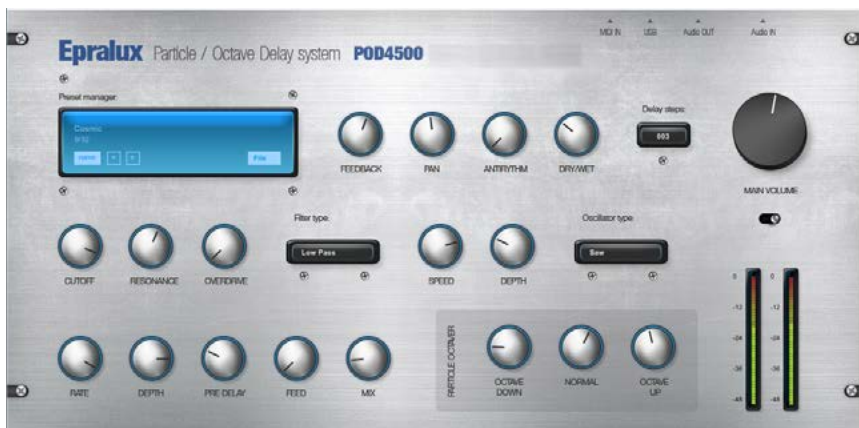 MIDI IN USB Audio OUT Audio IN
Epralux Particle / Octave Delay system POD4500
Preset manager:
Cosmic
File
Delay steps:
003
FEEDBACK PAN ANTIRYTHM DRY/WET
MAIN VOLUME
Filter type:
Low Pass
Oscillator type:
Saw
CUTOFF RESONANCE OVERDRIVE SPEED DEPTH
0 0
-12 -12
-24 -24
-36 -36
-48 -48
RATE DEPTH PRE DELAY FEED MIX
PARTICLE OCTAVER
OCTAVE DOWN
NORMAL
OCTAVE UP